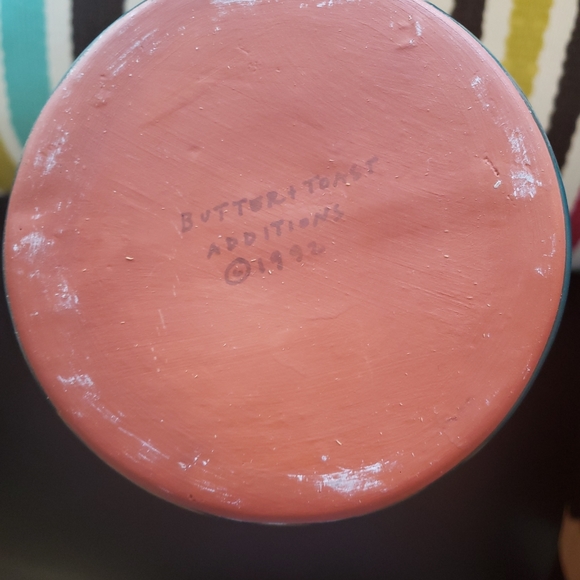 BUTTER + TOAST
ADDITIONS
© 1992